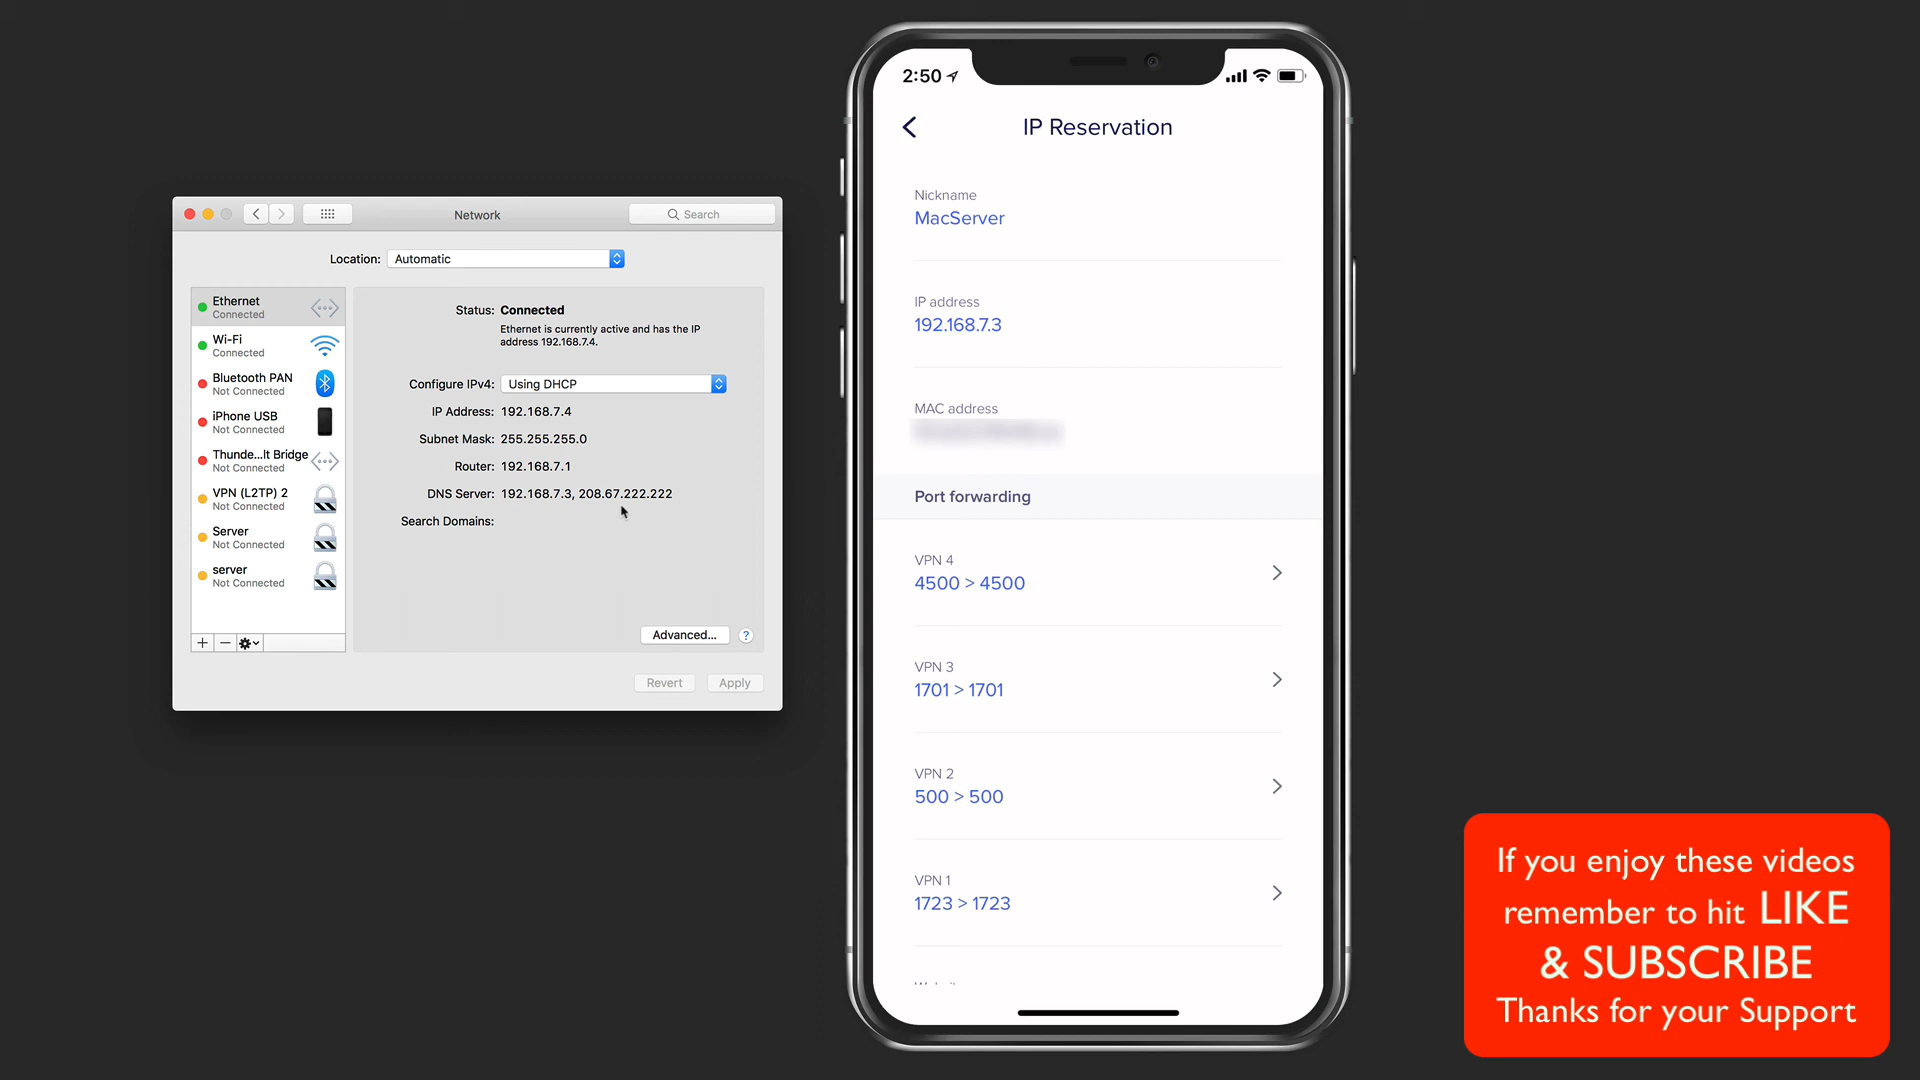 Network
Search
Location: Automatic
Ethernet
Connected
Wi-Fi
Connected
Bluetooth PAN
Not Connected
iPhone USB
Not Connected
Thunde...lt Bridge
Not Connected
VPN (L2TP) 2
Not Connected
Server
Not Connected
server
Not Connected
Status: Connected
Ethernet is currently active and has the IP
address 192.168.7.4.
Configure IPv4: Using DHCP
IP Address: 192.168.7.4
Subnet Mask: 255.255.255.0
Router: 192.168.7.1
DNS Server: 192.168.7.3, 208.67.222.222
Search Domains:
Advanced...
?
Revert
Apply
2:50
IP Reservation
Nickname
MacServer
IP address
192.168.7.3
MAC address
Port forwarding
VPN 4
4500 > 4500
VPN 3
1701 > 1701
VPN 2
500 > 500
VPN 1
1723 > 1723
If you enjoy these videos
remember to hit LIKE
& SUBSCRIBE
Thanks for your Support